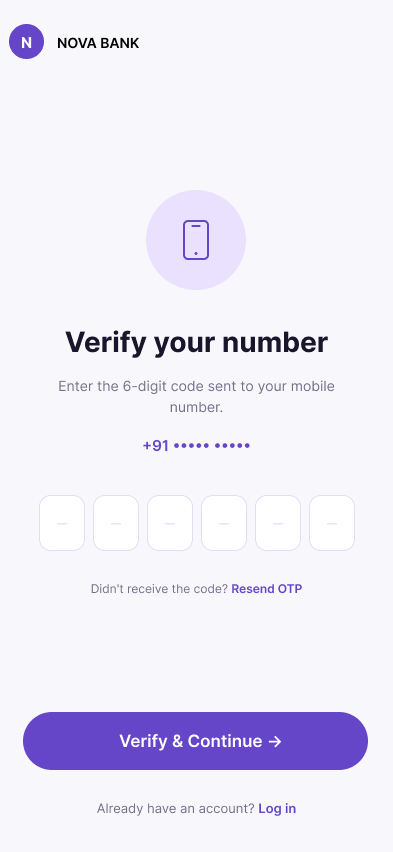 N NOVA BANK
Verify your number
Enter the 6-digit code sent to your mobile
number.
+91 ••••• •••••
– – – – – –
Didn't receive the code? Resend OTP
Verify & Continue →
Already have an account? Log in